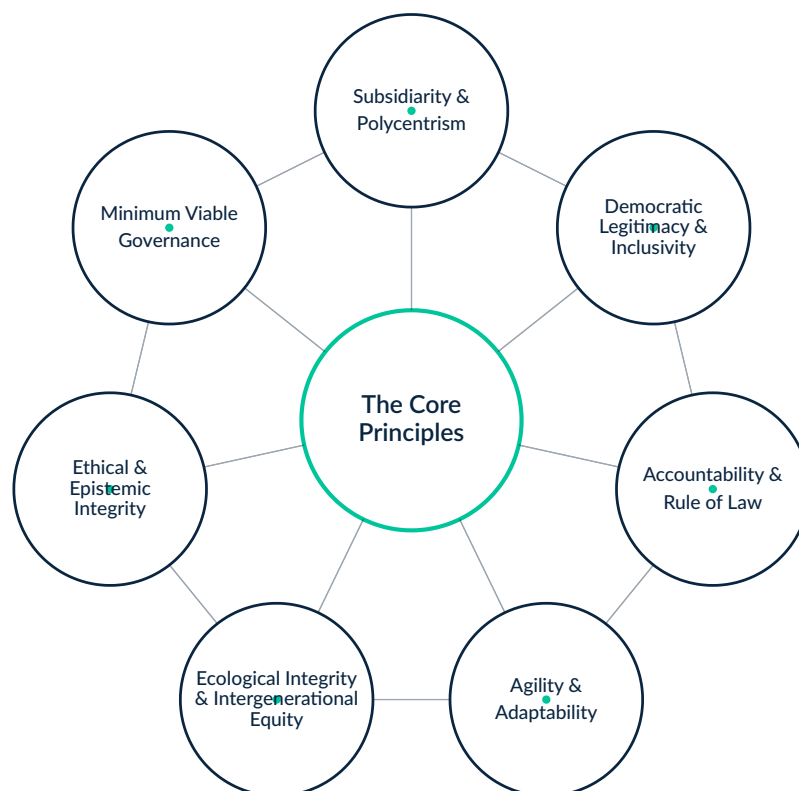 Subsidiarity &
Polycentrism
Minimum Viable
Governance
Democratic
Legitimacy &
Inclusivity
The Core
Principles
Ethical &
Epistemic
Integrity
Accountability &
Rule of Law
Ecological Integrity
& Intergenerational
Equity
Agility &
Adaptability